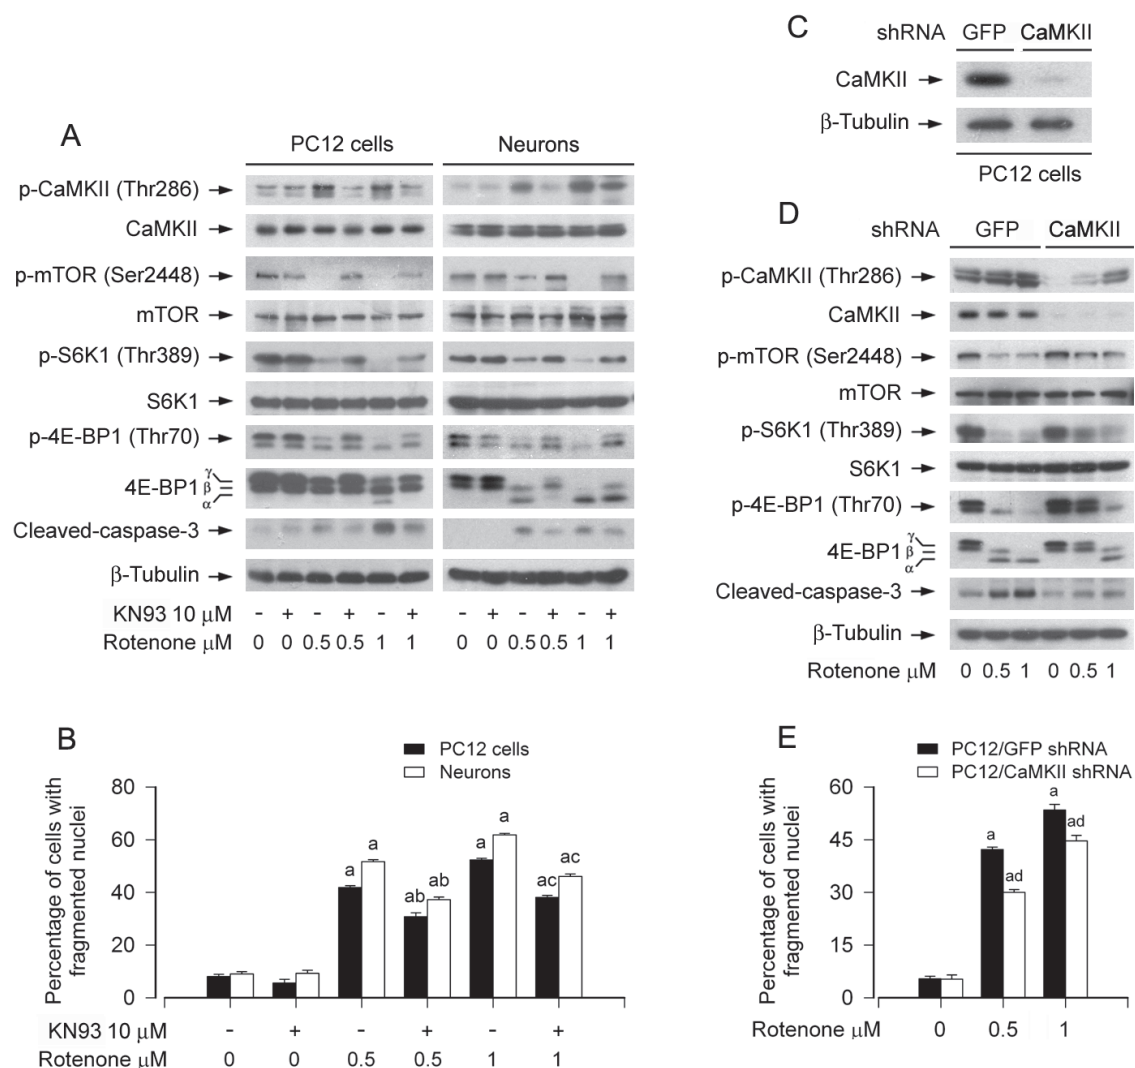 A
PC12 cells Neurons
p-CaMKII (Thr286)
CaMKII
p-mTOR (Ser2448)
mTOR
p-S6K1 (Thr389)
S6K1
p-4E-BP1 (Thr70)
4E-BP1 γ β α
Cleaved-caspase-3
β-Tubulin
KN93 10 μM - + - + - + - + - + - +
Rotenone μM 0 0 0.5 0.5 1 1 0 0 0.5 0.5 1 1
B
PC12 cells
Neurons
Percentage of cells with
fragmented nuclei
80
60
40
20
0
a a ab ab a a ac ac
KN93 10 μM - + - + - +
Rotenone μM 0 0 0.5 0.5 1 1
C
shRNA GFP CaMKII
CaMKII
β-Tubulin
PC12 cells
D
shRNA GFP CaMKII
p-CaMKII (Thr286)
CaMKII
p-mTOR (Ser2448)
mTOR
p-S6K1 (Thr389)
S6K1
p-4E-BP1 (Thr70)
4E-BP1 γ β α
Cleaved-caspase-3
β-Tubulin
Rotenone μM 0 0.5 1 0 0.5 1
E
PC12/GFP shRNA
PC12/CaMKII shRNA
Percentage of cells with
fragmented nuclei
60
45
30
15
0
a ad a ad
Rotenone μM 0 0.5 1